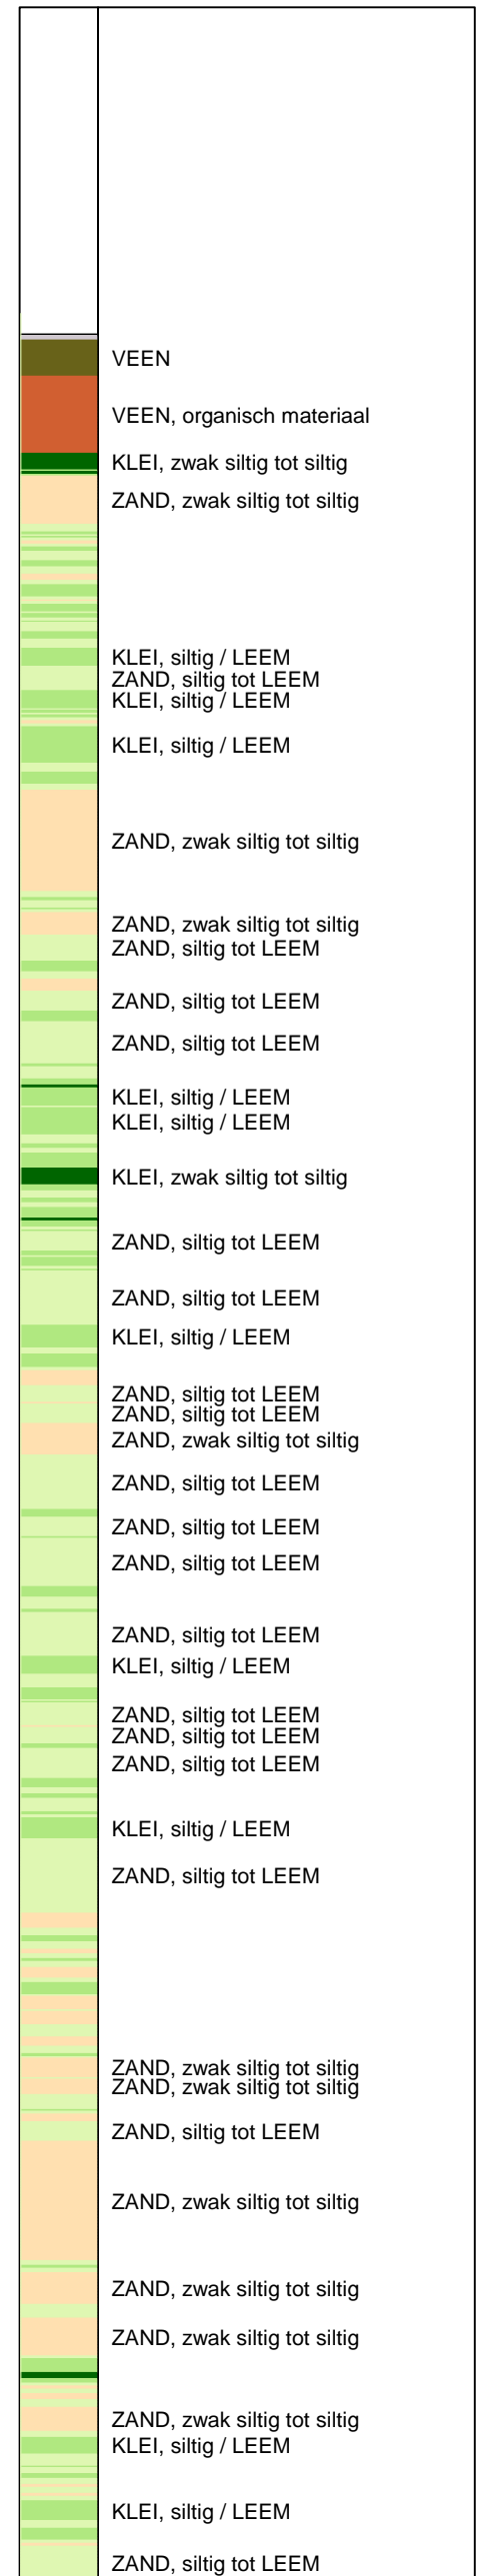 VEEN
VEEN, organisch materiaal
KLEI, zwak siltig tot siltig
ZAND, zwak siltig tot siltig
KLEI, siltig / LEEM
ZAND, siltig tot LEEM
KLEI, siltig / LEEM
KLEI, siltig / LEEM
ZAND, zwak siltig tot siltig
ZAND, zwak siltig tot siltig
ZAND, siltig tot LEEM
ZAND, siltig tot LEEM
ZAND, siltig tot LEEM
KLEI, siltig / LEEM
KLEI, siltig / LEEM
KLEI, zwak siltig tot siltig
ZAND, siltig tot LEEM
ZAND, siltig tot LEEM
KLEI, siltig / LEEM
ZAND, siltig tot LEEM
ZAND, siltig tot LEEM
ZAND, zwak siltig tot siltig
ZAND, siltig tot LEEM
ZAND, siltig tot LEEM
ZAND, siltig tot LEEM
ZAND, siltig tot LEEM
KLEI, siltig / LEEM
ZAND, siltig tot LEEM
ZAND, siltig tot LEEM
ZAND, siltig tot LEEM
KLEI, siltig / LEEM
ZAND, siltig tot LEEM
ZAND, zwak siltig tot siltig
ZAND, zwak siltig tot siltig
ZAND, siltig tot LEEM
ZAND, zwak siltig tot siltig
ZAND, zwak siltig tot siltig
ZAND, zwak siltig tot siltig
ZAND, zwak siltig tot siltig
KLEI, siltig / LEEM
KLEI, siltig / LEEM
ZAND, siltig tot LEEM